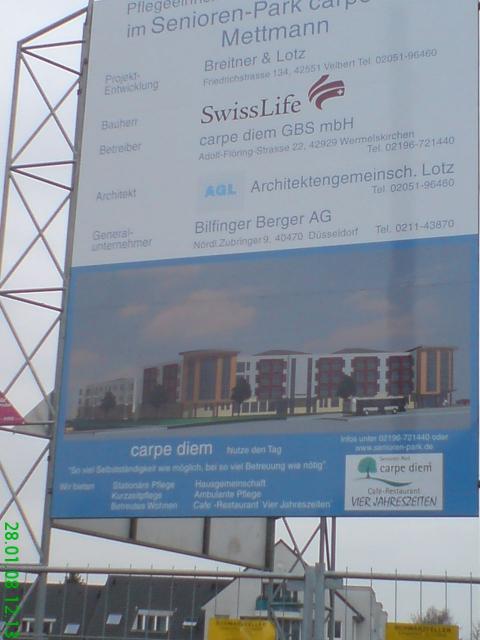 im Senioren-Park carpe
Mettmann
Projekt-
Entwicklung
Breitner & Lotz
Friedrichstrasse 134, 42551 Velbert Tel. 02051-96460
Bauherr
SwissLife
Betreiber
carpe diem GBS mbH
Adolf-Flöring-Strasse 22, 42929 Wermelskirchen
Tel. 02196-721440
Architekt
AGL Architektengemeinsch. Lotz
Tel. 02051-96460
General-
unternehmer
Bilfinger Berger AG
Nördl.Zubringer 9, 40470 Düsseldorf Tel. 0211-43870
carpe diem Nutze den Tag
"So viel Selbstständigkeit wie möglich, bei so viel Betreuung wie nötig"
Wir bieten Stationäre Pflege Hausgemeinschaft
Kurzzeitpflege Ambulante Pflege
Betreutes Wohnen Cafe-Restaurant Vier Jahreszeiten
Infos unter 02196-721440 oder
www.senioren-park.de
Senioren-Park
carpe diem
Café-Restaurant
VIER JAHRESZEITEN
28.01.08 12:13